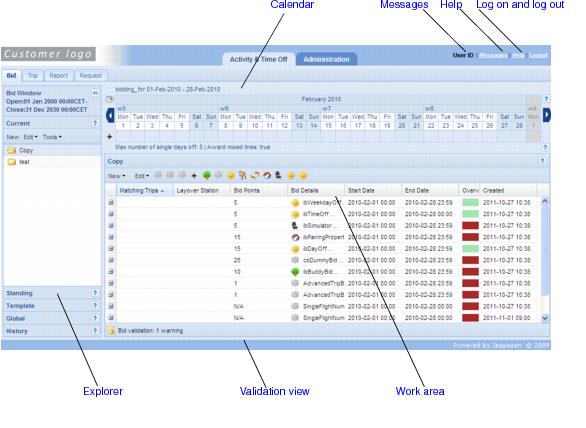 Calendar Messages Help Log on and log out
Customer logo
Activity & Time Off Administration
User ID | Messages | Help | Logout
Bid Trip Report Request
Bid Window
Open:01 Jan 2000 00:00CET-
Close:31 Dec 2030 00:00CET
Current ?
New Edit Tools
Copy
test
Standing ?
Template ?
Global ?
History ?
bidding_for 01-Feb-2010 - 28-Feb-2010
February 2010
w5 w6 w7 w8 w9
Mon Tue Wed Thu Fri Sat Sun Mon Tue Wed Thu Fri Sat Sun Mon Tue Wed Thu Fri Sat Sun Mon Tue Wed Thu Fri Sat Sun Mon
1 2 3 4 5 6 7 8 9 10 11 12 13 14 15 16 17 18 19 20 21 22 23 24 25 26 27 28 1
Max number of single days off: 5 | Award mixed lines: true
Copy ?
New Edit
Matching Trips Layover Station Bid Points Bid Details Start Date End Date Overa Created
5 ibWeekdayOff 2010-02-01 00:00 2010-02-28 23:59 2011-10-27 10:38
5 ibTimeOff ... 2010-02-01 00:00 2010-02-28 00:00 2011-10-27 10:38
5 ibSimulator ... 2010-02-01 00:00 2010-02-28 23:59 2011-10-27 10:38
15 ibPairingPropert 2010-02-01 00:00 2010-02-28 23:59 2011-10-27 10:38
15 ibDayOff ... 2010-02-01 00:00 2010-02-28 23:59 2011-10-27 10:38
25 coDummyBid ... 2010-02-01 00:00 2010-02-28 23:59 2011-10-27 10:38
10 ibBuddyBid ... 2010-02-01 00:00 2010-02-28 23:59 2011-10-27 10:38
1 AdvancedTripB 2010-02-01 00:00 2010-02-28 23:59 2011-10-27 10:38
1 AdvancedTripB 2010-02-01 00:00 2010-02-28 23:59 2011-10-27 10:38
N/A SingleFlightNum 2010-02-01 00:00 2010-02-28 00:00 2011-10-27 10:38
N/A SingleFlightNum 2010-02-01 00:00 2010-02-28 00:00 2011-11-01 09:00
Bid validation: 1 warning
Powered by Jeppesen © 2009
Explorer Validation view Work area